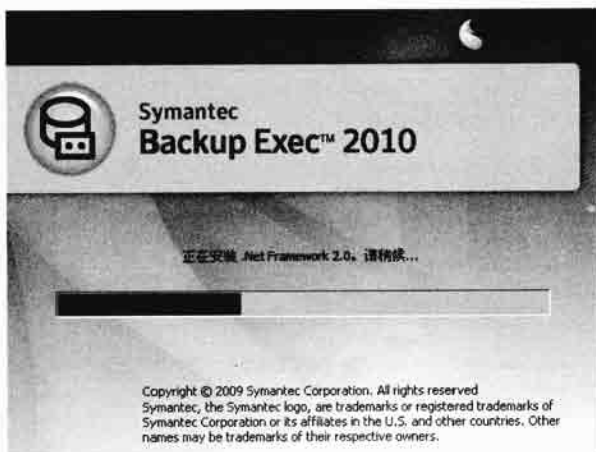 Symantec
Backup Exec™ 2010
正在安装 .Net Framework 2.0。请稍候...
Copyright © 2009 Symantec Corporation. All rights reserved
Symantec, the Symantec logo, are trademarks or registered trademarks of
Symantec Corporation or its affiliates in the U.S. and other countries. Other
names may be trademarks of their respective owners.